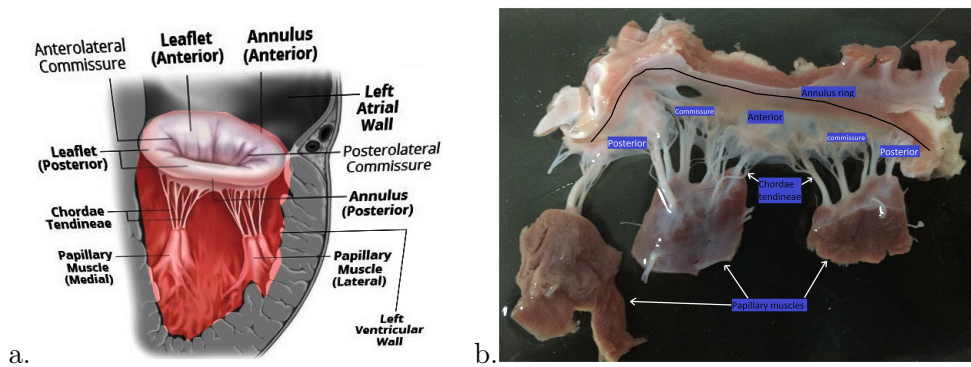 Anterolateral
Commissure
Leaflet
(Anterior)
Annulus
(Anterior)
Left
Atrial
Wall
Leaflet
(Posterior)
Posterolateral
Commissure
Annulus
(Posterior)
Chordae
Tendineae
Papillary
Muscle
(Medial)
Papillary
Muscle
(Lateral)
Left
Ventricular
Wall
a.
Annulus ring
Commissure
Anterior
commissure
Posterior
Posterior
Chordae
tendineae
Papillary muscles
b.